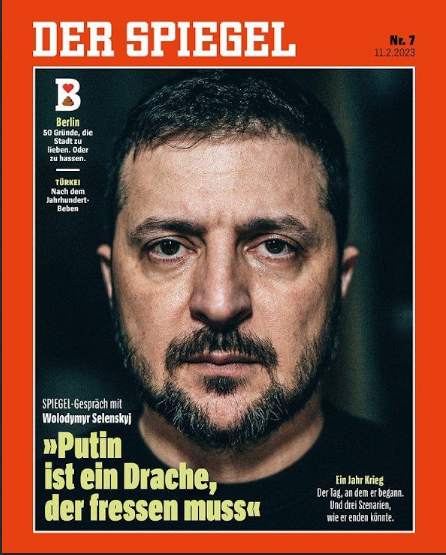 DER SPIEGEL
Nr. 7
11.2.2023
B
Berlin
50 Gründe, die
Stadt zu
lieben. Oder
zu hassen.
TÜRKEI
Nach dem
Jahrhundert-
Beben
SPIEGEL-Gespräch mit
Wolodymyr Selenskyj
»Putin
ist ein Drache,
der fressen muss«
Ein Jahr Krieg
Der Tag, an dem er begann.
Und drei Szenarien,
wie er enden könnte.